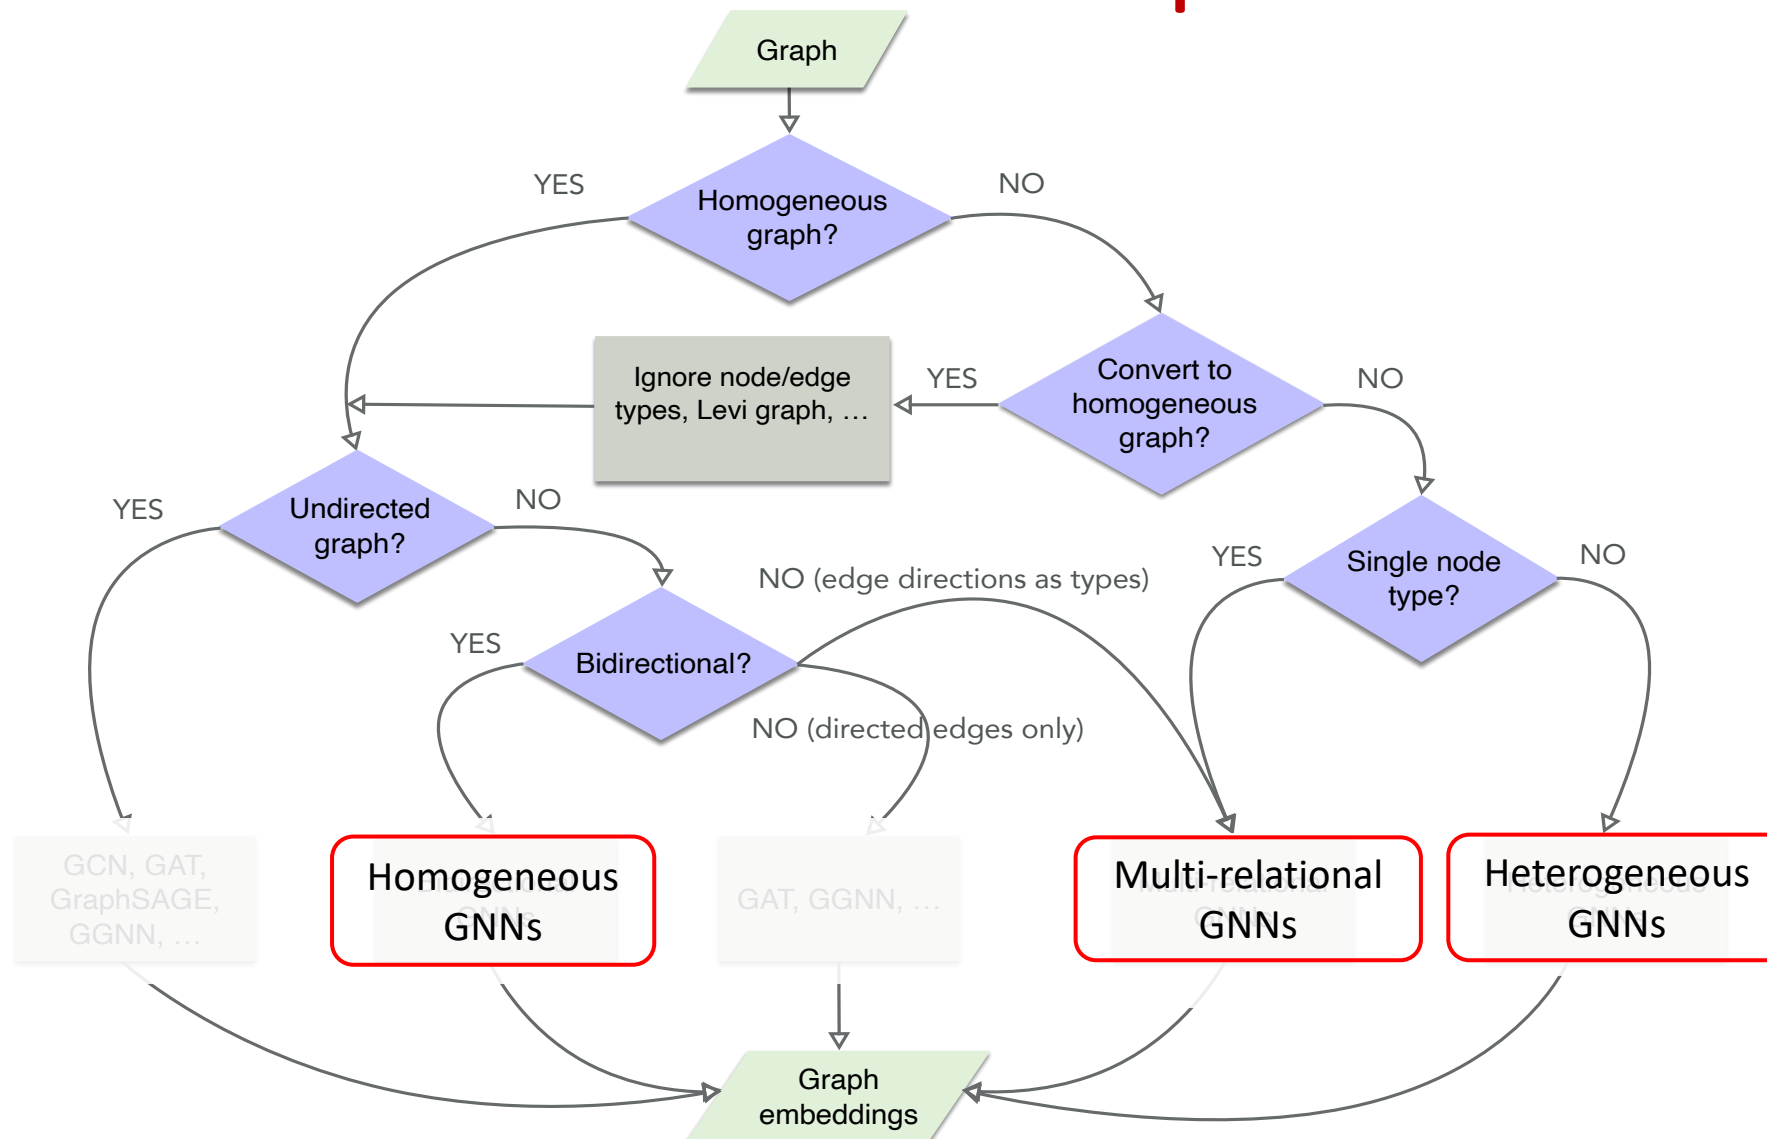 Graph
YES
NO
Homogeneous
graph?
Ignore node/edge
types, Levi graph, …
YES
Convert to
homogeneous
graph?
NO
YES
Undirected
graph?
NO
NO (edge directions as types)
YES
Single node
type?
NO
YES
Bidirectional?
NO (directed edges only)
GCN, GAT,
GraphSAGE,
GGNN, …
Homogeneous
GNNs
GAT, GGNN, …
Multi-relational
GNNs
Heterogeneous
GNNs
Graph
embeddings